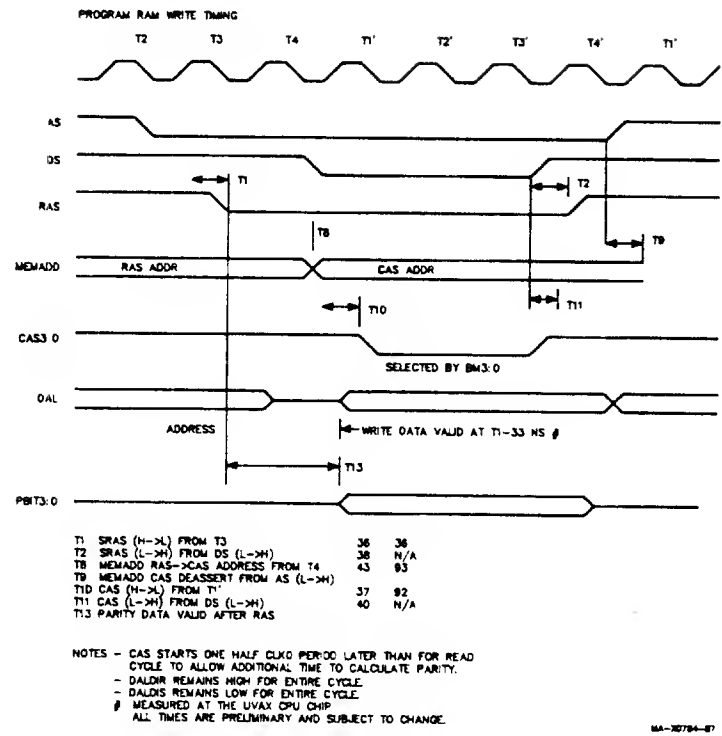 PROGRAM RAM WRITE TIMING
T2 T3 T4 T1' T2' T3' T4' T1'
AS
DS
T1 T2
RAS
T8 T9
MEMADD RAS ADDR CAS ADDR
T10 T11
CAS3:0
SELECTED BY BM3:0
DAL
ADDRESS WRITE DATA VALID AT T1-33 NS #
T13
PBIT3:0
T1 SRAS (H->L) FROM T3 36 36
T2 SRAS (L->H) FROM DS (L->H) 38 N/A
T8 MEMADD RAS->CAS ADDRESS FROM T4 43 93
T9 MEMADD CAS DEASSERT FROM AS (L->H)
T10 CAS (H->L) FROM T1' 37 92
T11 CAS (L->H) FROM DS (L->H) 40 N/A
T13 PARITY DATA VALID AFTER RAS
NOTES - CAS STARTS ONE HALF CLKO PERIOD LATER THAN FOR READ
CYCLE TO ALLOW ADDITIONAL TIME TO CALCULATE PARITY.
- DALDIR REMAINS HIGH FOR ENTIRE CYCLE.
- DALDIS REMAINS LOW FOR ENTIRE CYCLE.
# MEASURED AT THE UVAX CPU CHIP
ALL TIMES ARE PRELIMINARY AND SUBJECT TO CHANGE.
MA-X0784-87